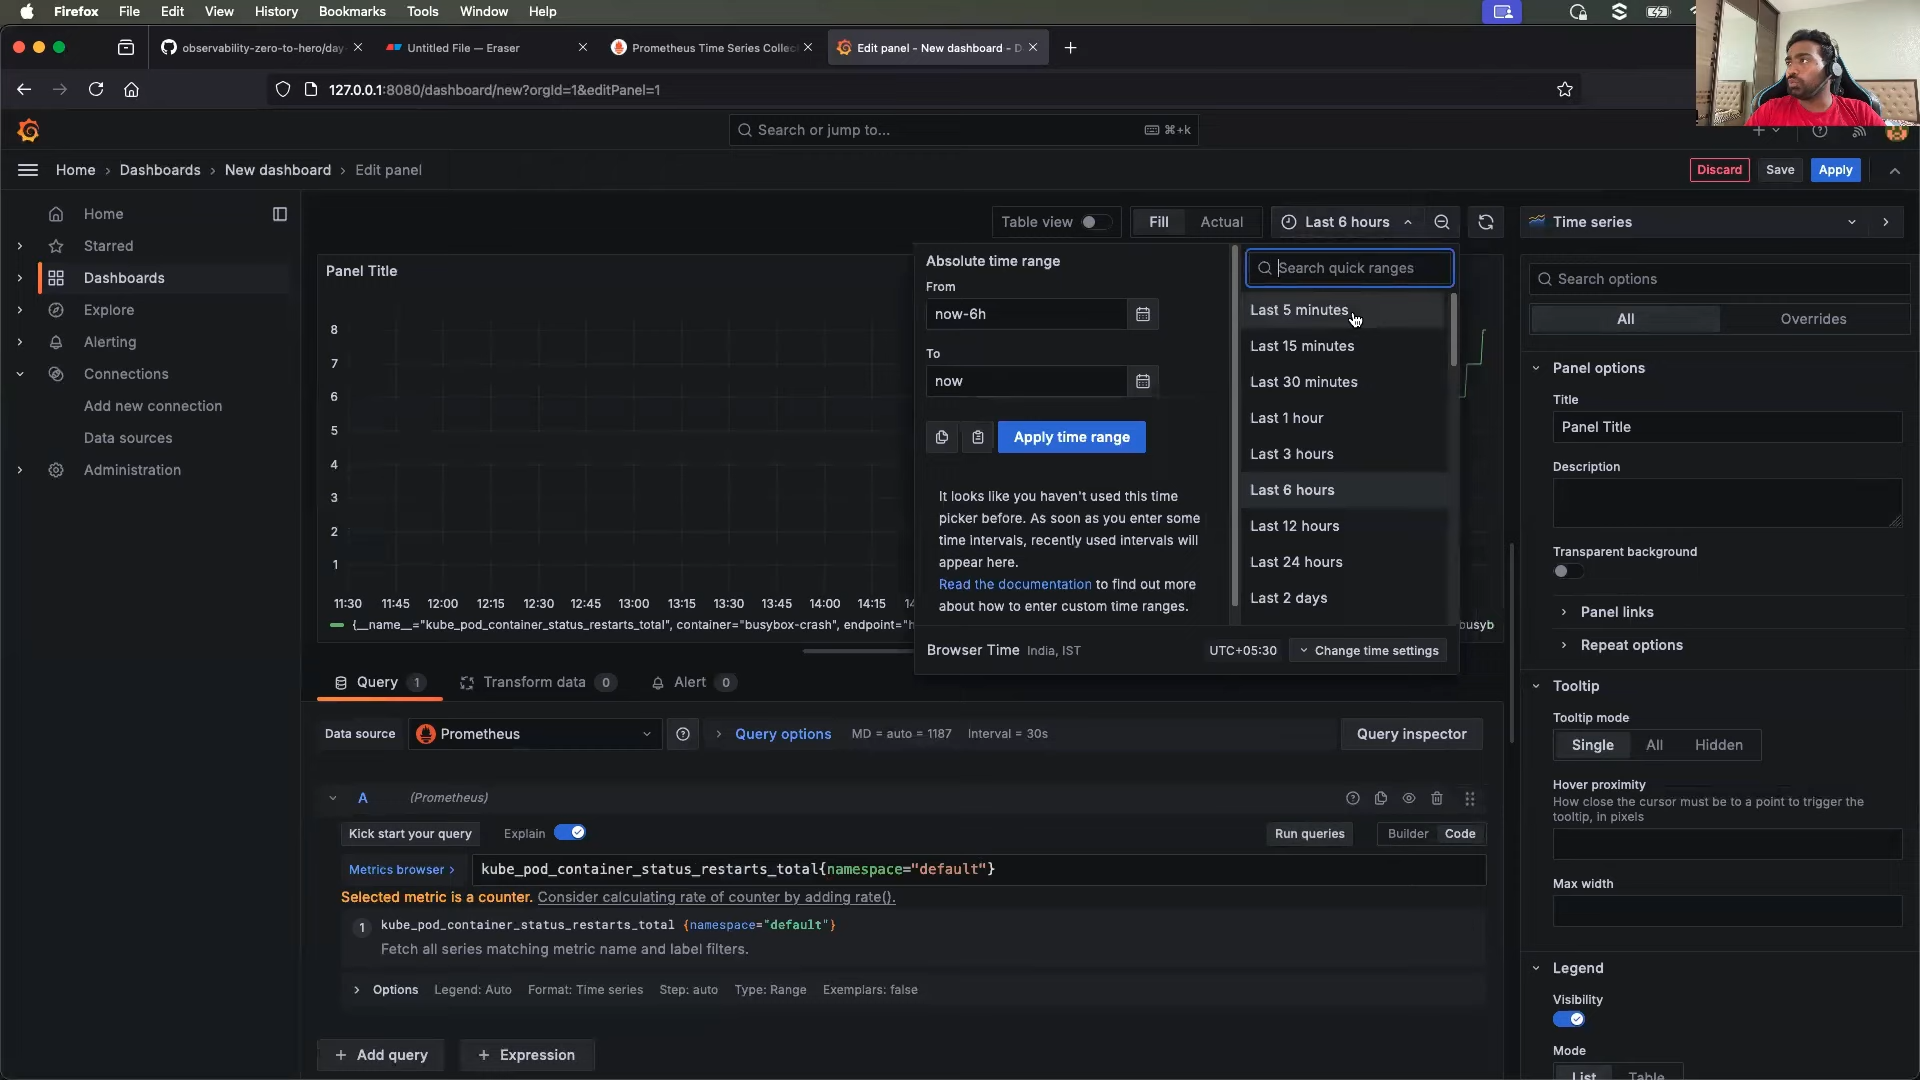 Firefox File Edit View History Bookmarks Tools Window Help
observability-zero-to-hero/day-
Untitled File — Eraser
Prometheus Time Series Collec
Edit panel - New dashboard - D
127.0.0.1:8080/dashboard/new?orgId=1&editPanel=1
Search or jump to... ⌘+k
Home › Dashboards › New dashboard › Edit panel
Discard Save Apply
Home
Starred
Dashboards
Explore
Alerting
Connections
Add new connection
Data sources
Administration
Table view Fill Actual Last 6 hours
Panel Title
8
7
6
5
4
3
2
1
11:30 11:45 12:00 12:15 12:30 12:45 13:00 13:15 13:30 13:45 14:00 14:15 14
{__name__="kube_pod_container_status_restarts_total", container="busybox-crash", endpoint="h
busyb
Absolute time range
From
now-6h
To
now
Apply time range
It looks like you haven't used this time
picker before. As soon as you enter some
time intervals, recently used intervals will
appear here.
Read the documentation to find out more
about how to enter custom time ranges.
Search quick ranges
Last 5 minutes
Last 15 minutes
Last 30 minutes
Last 1 hour
Last 3 hours
Last 6 hours
Last 12 hours
Last 24 hours
Last 2 days
Browser Time India, IST UTC+05:30 Change time settings
Query 1 Transform data 0 Alert 0
Data source Prometheus Query options MD = auto = 1187 Interval = 30s Query inspector
A (Prometheus)
Kick start your query Explain Run queries Builder Code
Metrics browser > kube_pod_container_status_restarts_total{namespace="default"}
Selected metric is a counter. Consider calculating rate of counter by adding rate().
1 kube_pod_container_status_restarts_total {namespace="default"}
Fetch all series matching metric name and label filters.
Options Legend: Auto Format: Time series Step: auto Type: Range Exemplars: false
+ Add query + Expression
Time series
Search options
All Overrides
Panel options
Title
Panel Title
Description
Transparent background
Panel links
Repeat options
Tooltip
Tooltip mode
Single All Hidden
Hover proximity
How close the cursor must be to a point to trigger the
tooltip, in pixels
Max width
Legend
Visibility
Mode
List Table